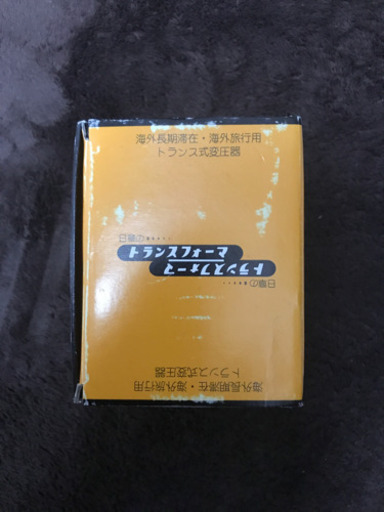 海外長期滞在・海外旅行用
トランス式変圧器
日章の
トランスフォーマ
トランスフォーマ
日章の
海外長期滞在・海外旅行用
トランス式変圧器